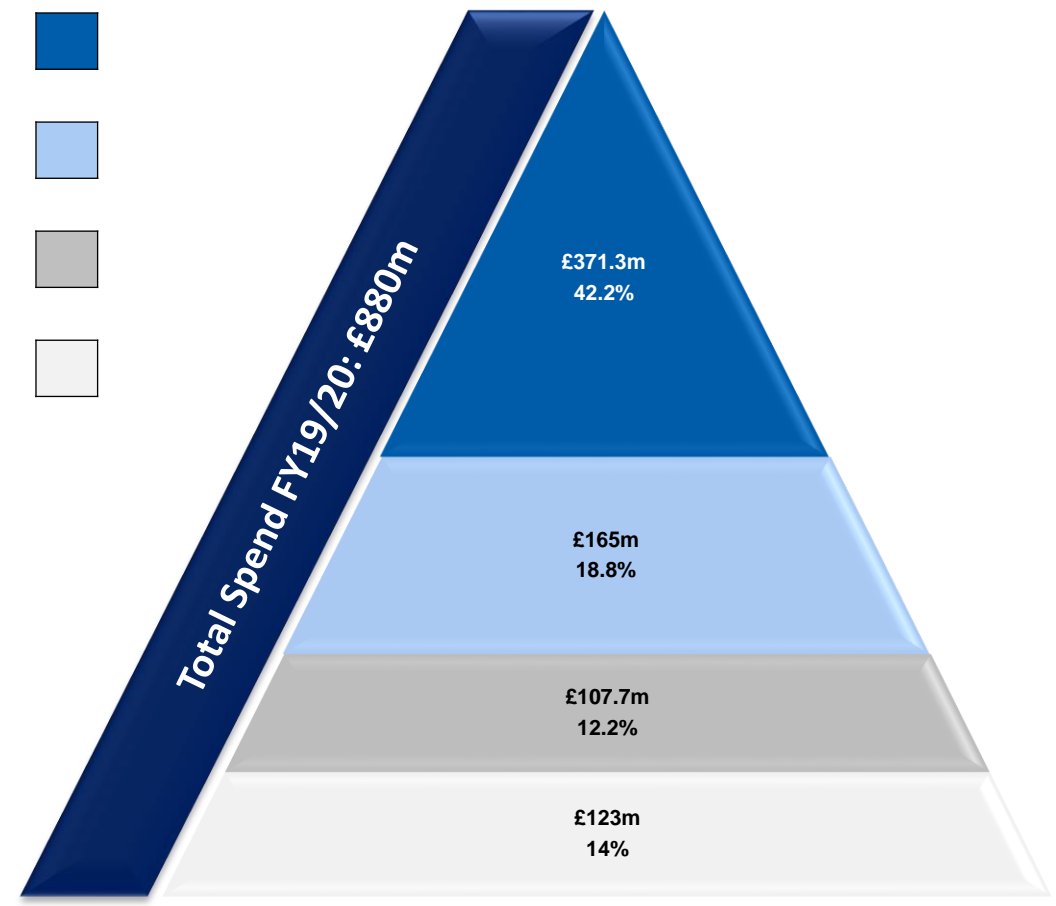 Total Spend FY19/20: £880m
£371.3m
42.2%
£165m
18.8%
£107.7m
12.2%
£123m
14%